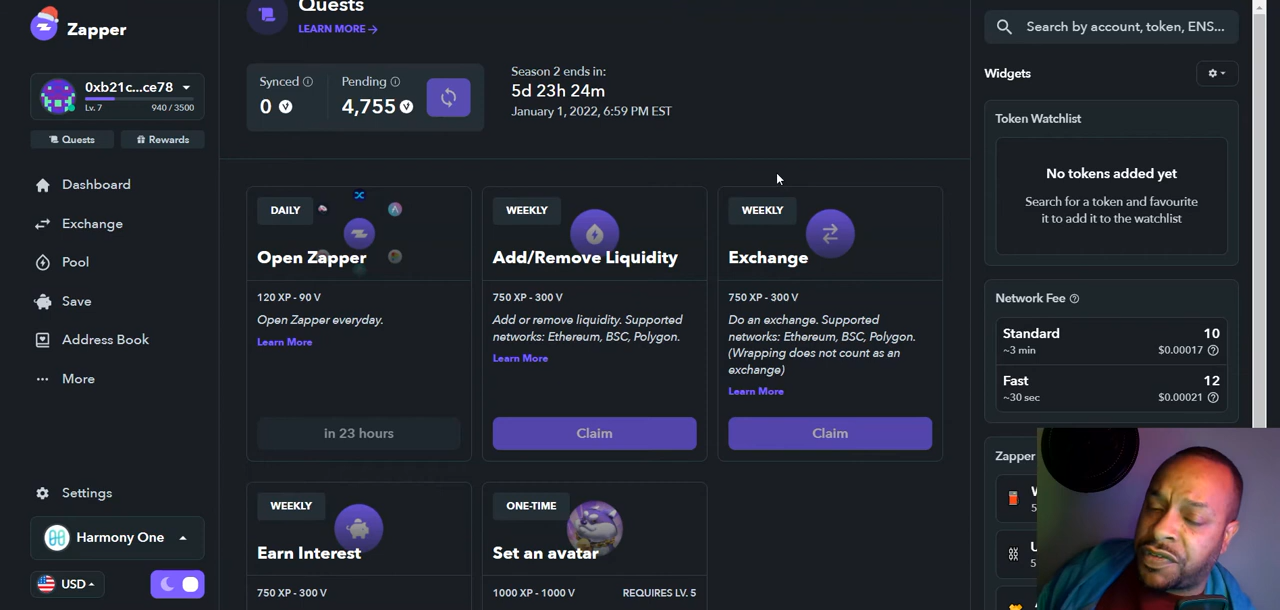 Zapper
0xb21c...ce78
Lv. 7
940 / 3500
Quests
Rewards
Dashboard
Exchange
Pool
Save
Address Book
More
Settings
Harmony One
USD
Quests
LEARN MORE →
Synced
0
Pending
4,755
Season 2 ends in:
5d 23h 24m
January 1, 2022, 6:59 PM EST
DAILY
Open Zapper
120 XP - 90 V
Open Zapper everyday.
Learn More
in 23 hours
WEEKLY
Add/Remove Liquidity
750 XP - 300 V
Add or remove liquidity. Supported
networks: Ethereum, BSC, Polygon.
Learn More
Claim
WEEKLY
Exchange
750 XP - 300 V
Do an exchange. Supported
networks: Ethereum, BSC, Polygon.
(Wrapping does not count as an
exchange)
Learn More
Claim
WEEKLY
Earn Interest
750 XP - 300 V
ONE-TIME
Set an avatar
1000 XP - 1000 V
REQUIRES LV. 5
Search by account, token, ENS...
Widgets
Token Watchlist
No tokens added yet
Search for a token and favourite
it to add it to the watchlist
Network Fee
Standard
10
~3 min
$0.00017
Fast
12
~30 sec
$0.00021
Zapper